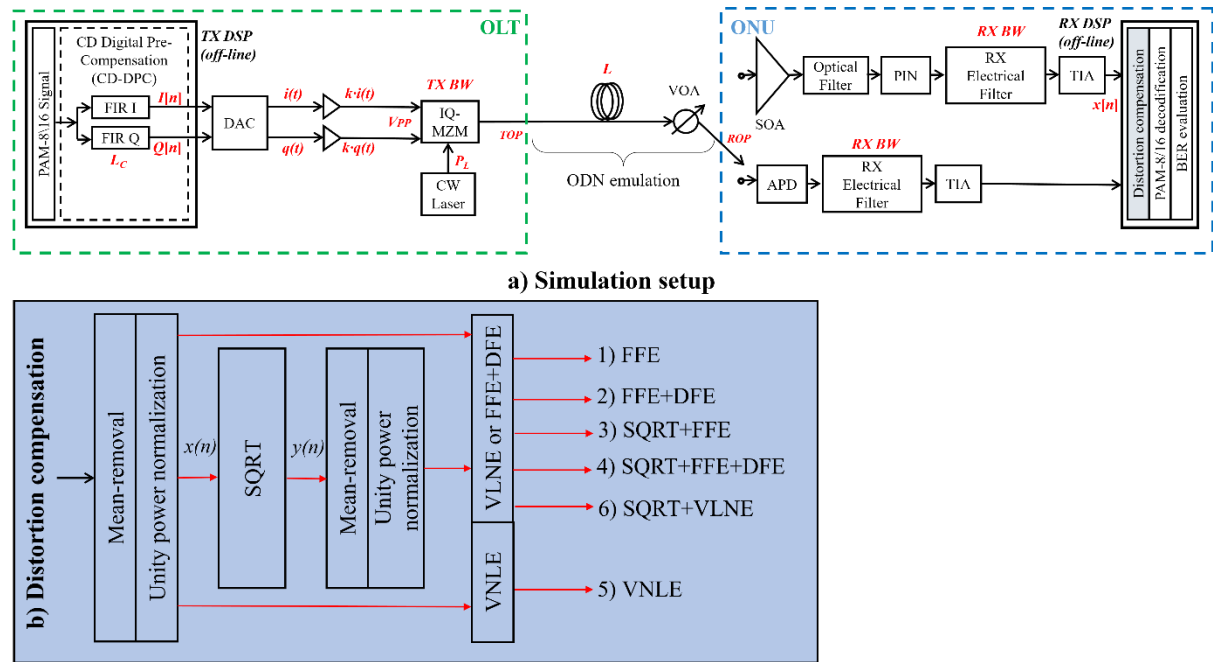 OLT
TX DSP
(off-line)
PAM-8\16 Signal
CD Digital Pre-
Compensation
(CD-DPC)
FIR I
FIR Q
L_C
I[n]
Q[n]
DAC
i(t)
q(t)
k·i(t)
k·q(t)
V_PP
TX BW
IQ-
MZM
P_L
CW
Laser
TOP
L
VOA
ODN emulation
ROP
ONU
SOA
Optical
Filter
PIN
RX BW
RX
Electrical
Filter
TIA
RX DSP
(off-line)
x[n]
APD
RX BW
RX
Electrical
Filter
TIA
Distortion compensation
PAM-8/16 decodification
BER evaluation
a) Simulation setup
b) Distortion compensation
Mean-removal
Unity power normalization
x(n)
SQRT
y(n)
Mean-removal
Unity power
normalization
VLNE or FFE+DFE
VNLE
1) FFE
2) FFE+DFE
3) SQRT+FFE
4) SQRT+FFE+DFE
6) SQRT+VLNE
5) VNLE